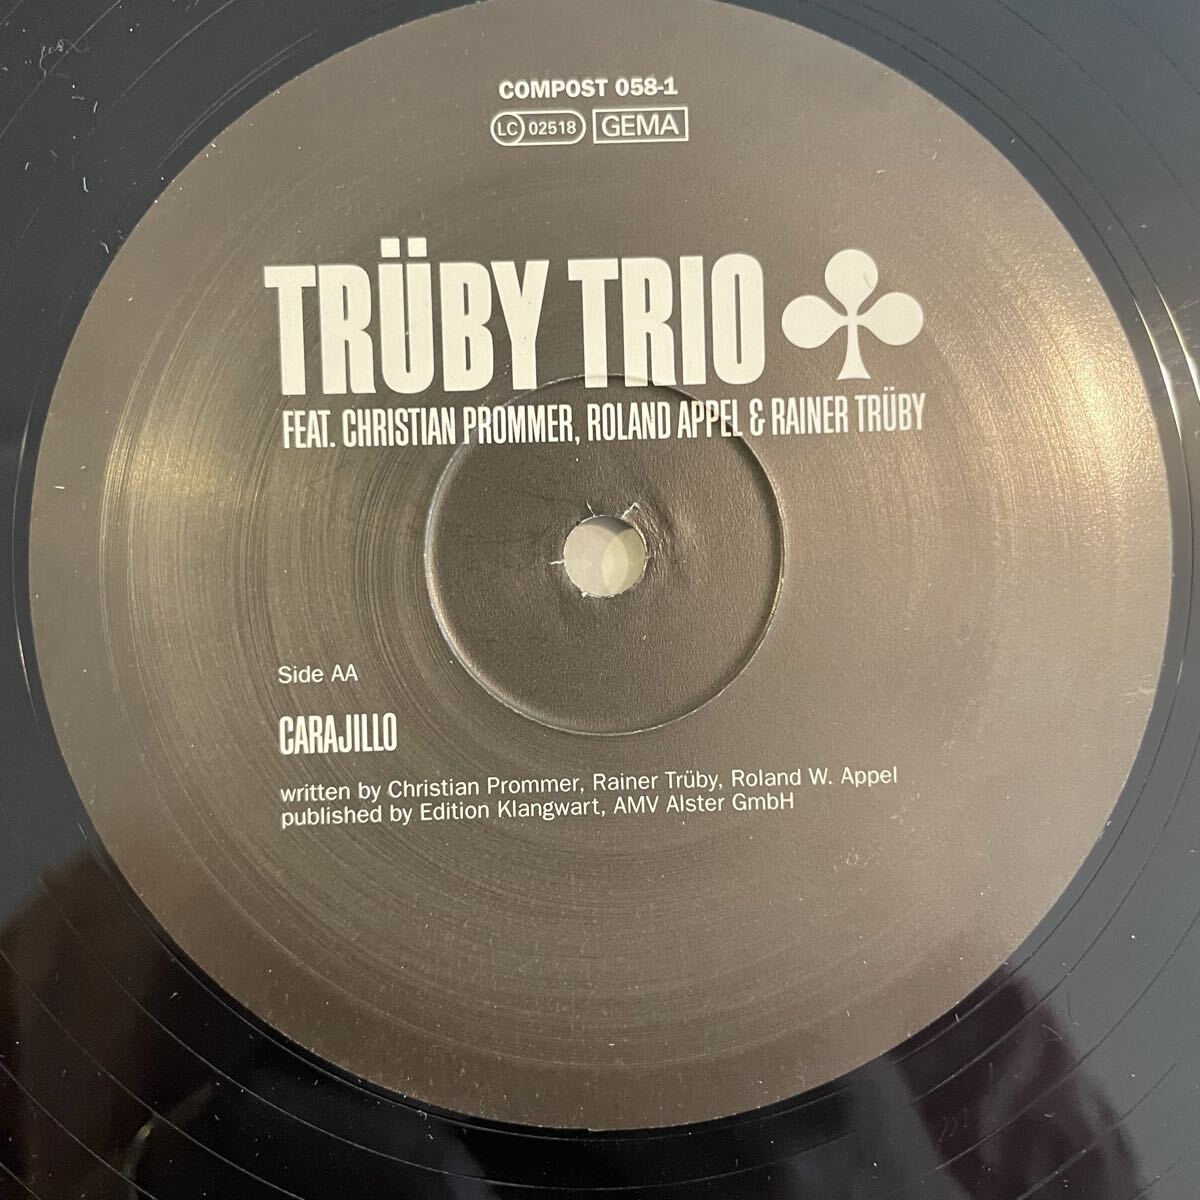 COMPOST 058-1
LC 02518 GEMA
TRÜBY TRIO
FEAT. CHRISTIAN PROMMER, ROLAND APPEL & RAINER TRÜBY
Side AA
CARAJILLO
written by Christian Prommer, Rainer Trüby, Roland W. Appel
published by Edition Klangwart, AMV Alster GmbH